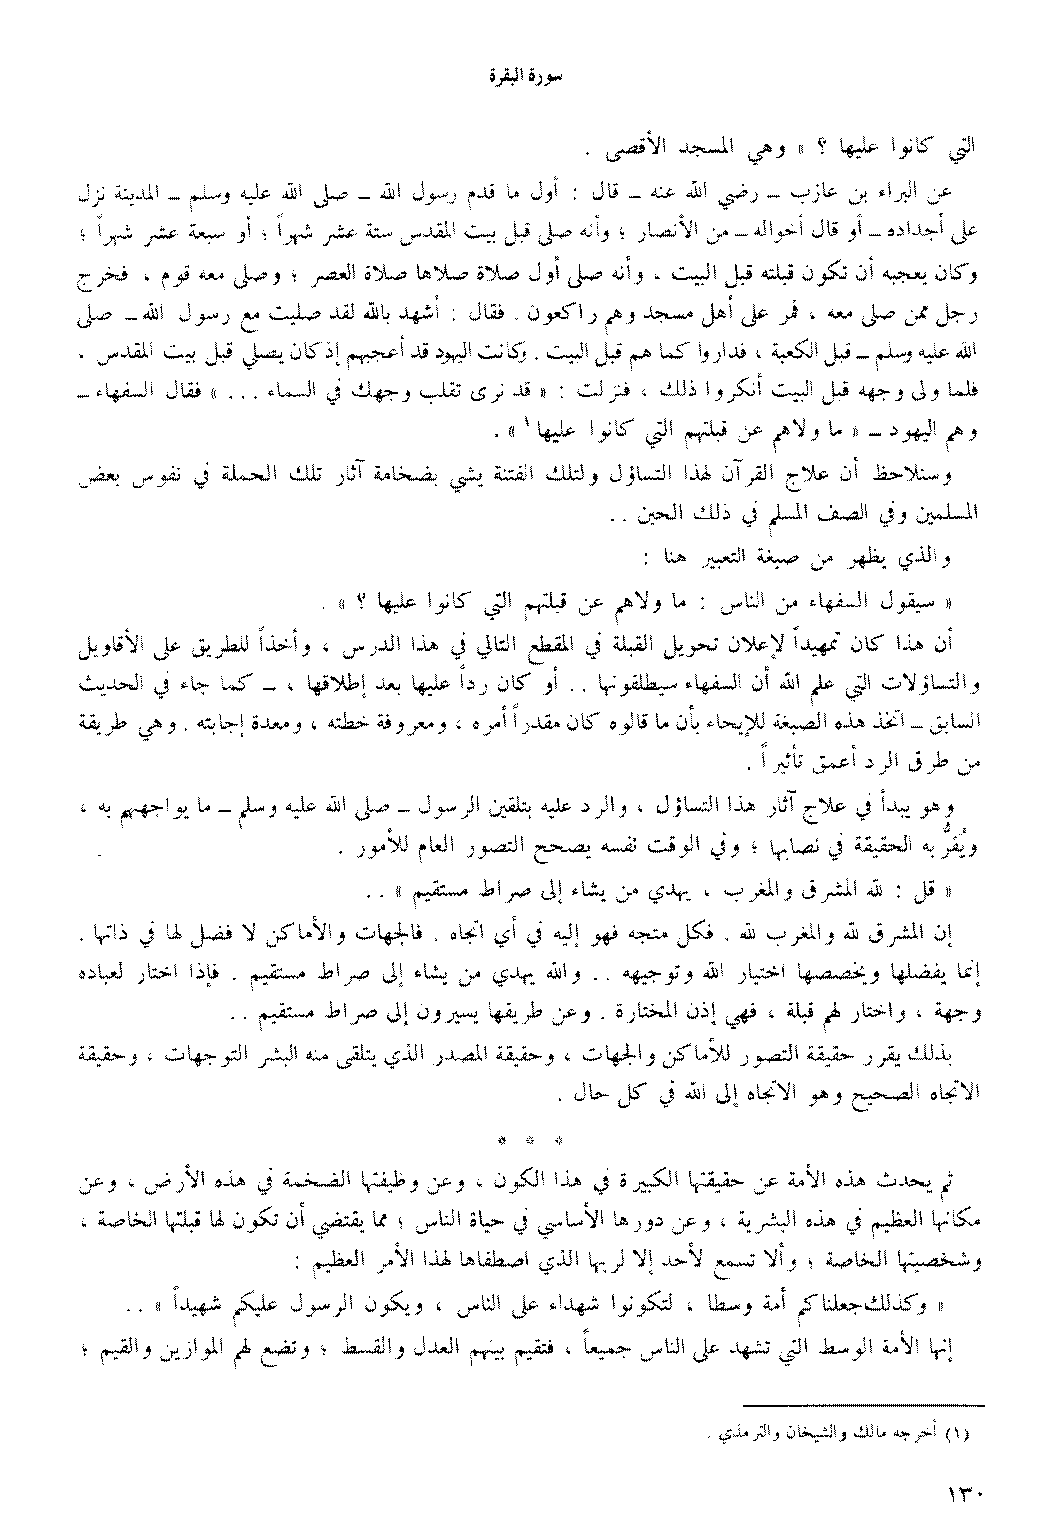 سورة البقرة
التي كانوا عليها ؟ » وهي المسجد الأقصى .
عن البراء بن عازب – رضي الله عنه – قال : أول ما قدم رسول الله – صلى الله عليه وسلم – المدينة نزل
على أجداده – أو قال أخواله – من الأنصار ؛ وأنه صلى قبل بيت المقدس ستة عشر شهراً ؛ أو سبعة عشر شهراً ؛
وكان يعجبه أن تكون قبلته قبل البيت ، وأنه صلى أول صلاة صلاها صلاة العصر ؛ وصلى معه قوم ، فخرج
رجل ممن صلى معه ، فمر على أهل مسجد وهم راكعون . فقال : أشهد بالله لقد صليت مع رسول الله – صلى
الله عليه وسلم – قبل الكعبة ، فداروا كما هم قبل البيت . وكانت اليهود قد أعجبهم إذ كان يصلي قبل بيت المقدس .
فلما ولى وجهه قبل البيت أنكروا ذلك ، فنزلت : « قد نرى تقلب وجهك في السماء ... » فقال السفهاء –
وهم اليهود – « ما ولاهم عن قبلتهم التي كانوا عليها١ » .
وسنلاحظ أن علاج القرآن لهذا التساؤل ولتلك الفتنة يشي بضخامة آثار تلك الحملة في نفوس بعض
المسلمين وفي الصف المسلم في ذلك الحين ..
والذي يظهر من صيغة التعبير هنا :
« سيقول السفهاء من الناس : ما ولاهم عن قبلتهم التي كانوا عليها ؟ » .
أن هذا كان تمهيداً لإعلان تحويل القبلة في المقطع التالي في هذا الدرس ، وأخذاً للطريق على الأقاويل
والتساؤلات التي علم الله أن السفهاء سيطلقونها .. أو كان رداً عليها بعد إطلاقها ، – كما جاء في الحديث
السابق – اتخذ هذه الصيغة للإيحاء بأن ما قالوه كان مقدراً أمره ، ومعروفة خطته ، ومعدة إجابته . وهي طريقة
من طرق الرد أعمق تأثيراً .
وهو يبدأ في علاج آثار هذا التساؤل ، والرد عليه بتلقين الرسول – صلى الله عليه وسلم – ما يواجههم به ،
ويُقرُّ به الحقيقة في نصابها ؛ وفي الوقت نفسه يصحح التصور العام للأمور .
« قل : لله المشرق والمغرب ، يهدي من يشاء إلى صراط مستقيم » ..
إن المشرق لله والمغرب لله . فكل متجه فهو إليه في أي اتجاه . فالجهات والأماكن لا فضل لها في ذاتها .
إنما يفضلها ويخصصها اختيار الله وتوجيهه .. والله يهدي من يشاء إلى صراط مستقيم . فإذا اختار لعباده
وجهة ، واختار لهم قبلة ، فهي إذن المختارة . وعن طريقها يسيرون إلى صراط مستقيم ..
بذلك يقرر حقيقة التصور للأماكن والجهات ، وحقيقة المصدر الذي يتلقى منه البشر التوجهات ، وحقيقة
الاتجاه الصحيح وهو الاتجاه إلى الله في كل حال .
* * *
ثم يحدث هذه الأمة عن حقيقتها الكبيرة في هذا الكون ، وعن وظيفتها الضخمة في هذه الأرض ، وعن
مكانها العظيم في هذه البشرية ، وعن دورها الأساسي في حياة الناس ؛ مما يقتضي أن تكون لها قبلتها الخاصة ،
وشخصيتها الخاصة ؛ وألا تسمع لأحد إلا لربها الذي اصطفاها لهذا الأمر العظيم :
« وكذلك جعلناكم أمة وسطا ، لتكونوا شهداء على الناس ، ويكون الرسول عليكم شهيداً » ..
إنها الأمة الوسط التي تشهد على الناس جميعاً ، فتقيم بينهم العدل والقسط ؛ وتضع لهم الموازين والقيم ؛
(١) أخرجه مالك والشيخان والترمذي .
١٣٠